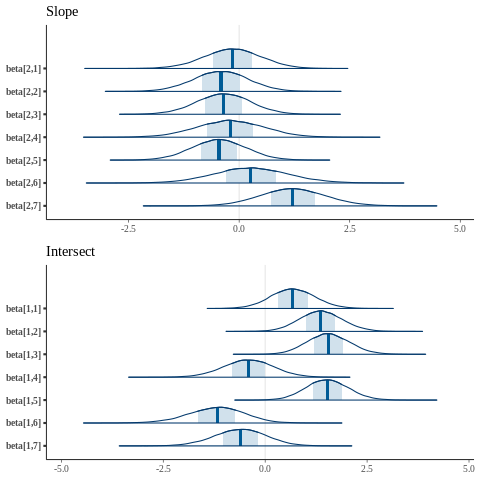 Slope
beta[2,1]
beta[2,2]
beta[2,3]
beta[2,4]
beta[2,5]
beta[2,6]
beta[2,7]
-2.5 0.0 2.5 5.0
Intersect
beta[1,1]
beta[1,2]
beta[1,3]
beta[1,4]
beta[1,5]
beta[1,6]
beta[1,7]
-5.0 -2.5 0.0 2.5 5.0